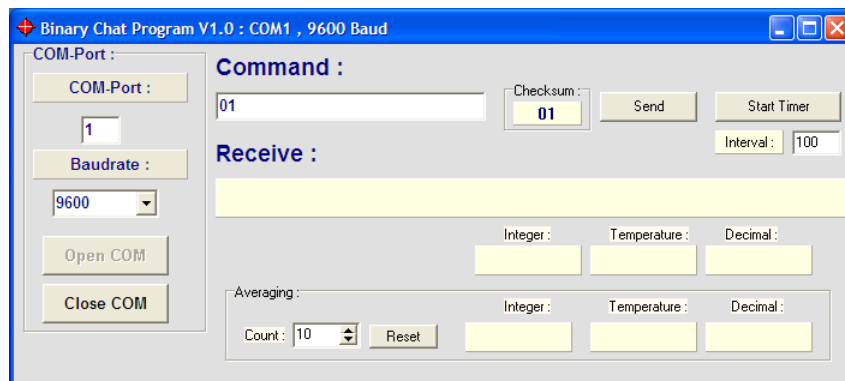 Binary Chat Program V1.0 : COM1 , 9600 Baud
COM-Port :
COM-Port :
1
Baudrate :
9600
Open COM
Close COM
Command :
01
Checksum :
01
Send
Start Timer
Interval : 100
Receive :
Integer : Temperature : Decimal :
Averaging :
Count : 10 Reset
Integer : Temperature : Decimal :